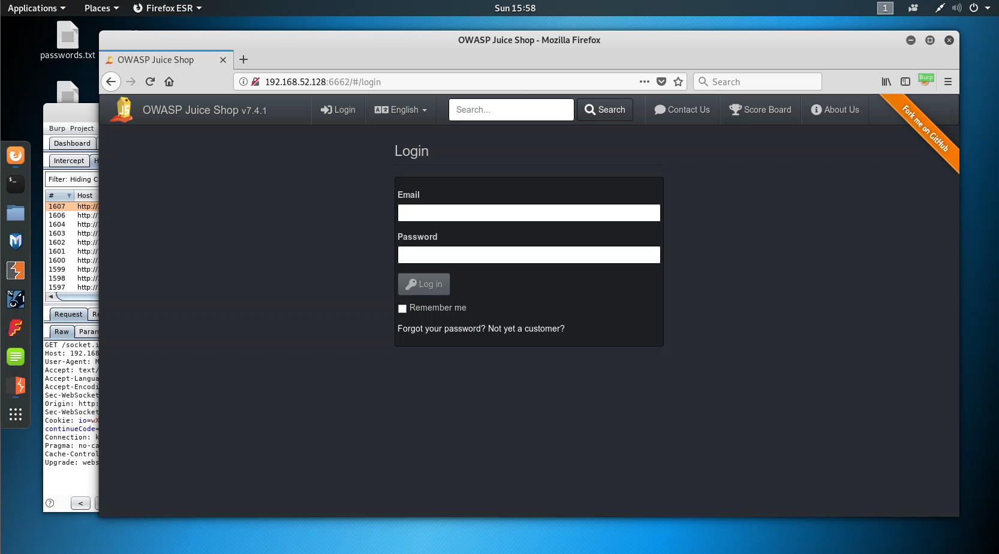 Applications Places Firefox ESR Sun 15:58 1
passwords.txt
OWASP Juice Shop - Mozilla Firefox
OWASP Juice Shop
192.168.52.128:6662/#/login Search Burp
OWASP Juice Shop v7.4.1 Login English Search... Search Contact Us Score Board About Us
Fork me on GitHub
Login
Email
Password
Log in
Remember me
Forgot your password? Not yet a customer?
Burp Project
Dashboard
Intercept H
Filter: Hiding C
# Host
1607 http://
1606 http://
1604 http://
1603 http://
1602 http://
1601 http://
1600 http://
1599 http://
1598 http://
1597 http://
Request Re
Raw Param
GET /socket.i
Host: 192.168
User-Agent: M
Accept: text/
Accept-Langua
Accept-Encodi
Sec-WebSocket
Origin: http:
Sec-WebSocket
Cookie: io=wX
continueCode=
Connection: k
Pragma: no-ca
Cache-Control
Upgrade: webs
? <